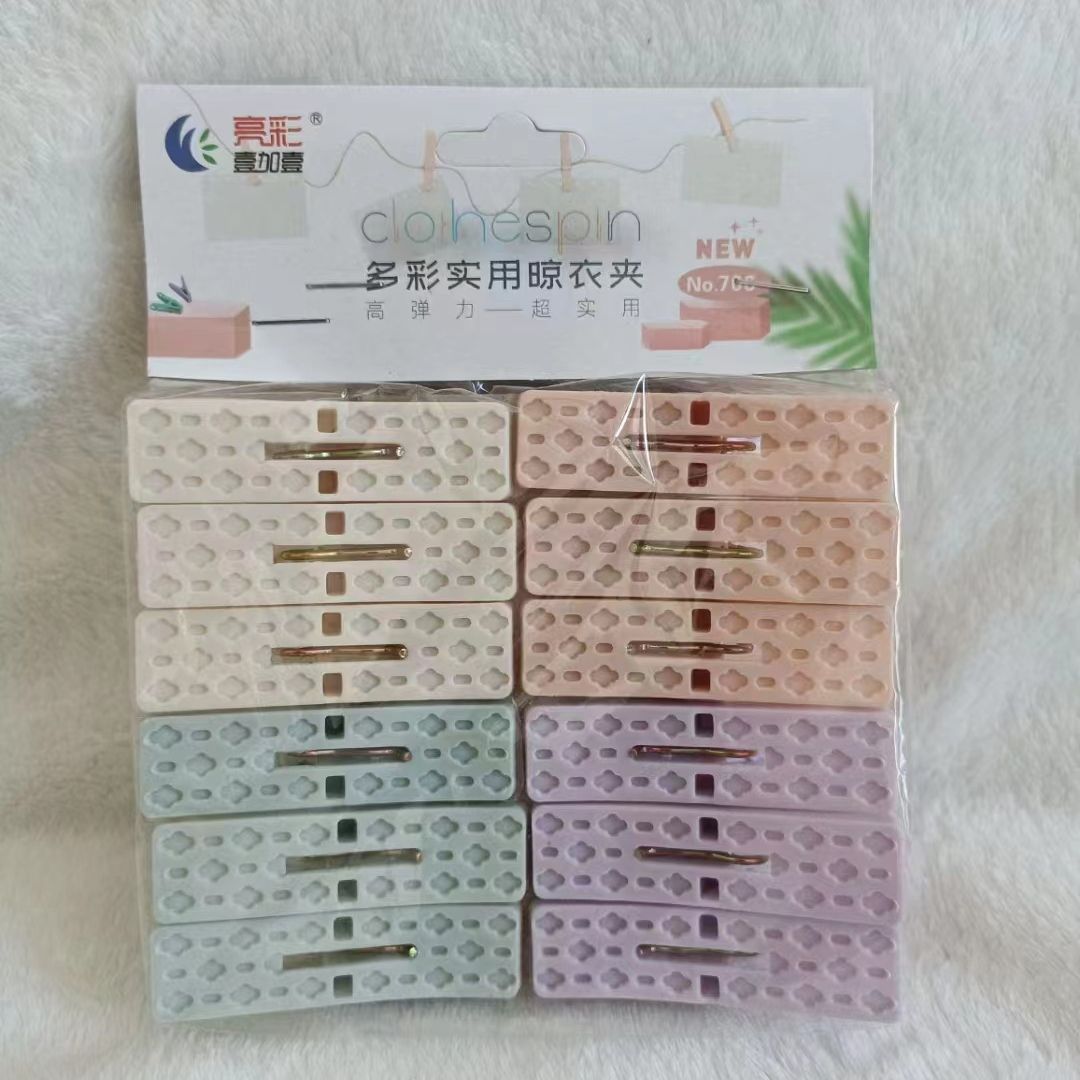 亮彩®
壹加壹
clothespin
多彩实用晾衣夹
高弹力——超实用
NEW